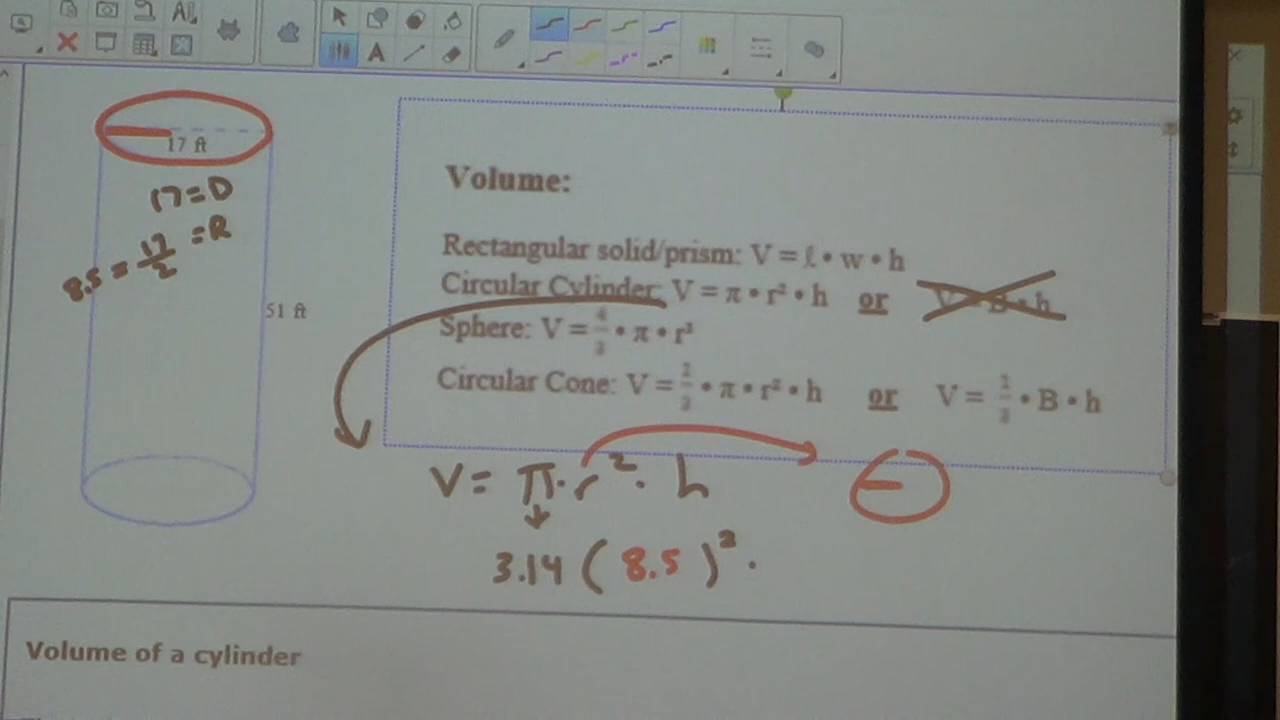 17 ft
17=D
8.5 = 17/2 =R
51 ft
Volume:
Rectangular solid/prism: V = ℓ • w • h
Circular Cylinder: V = π • r² • h or V = B • h
Sphere: V = 4/3 • π • r³
Circular Cone: V = 1/3 • π • r² • h or V = 1/3 • B • h
V = π · r² · h
3.14 ( 8.5 )² ·
Volume of a cylinder